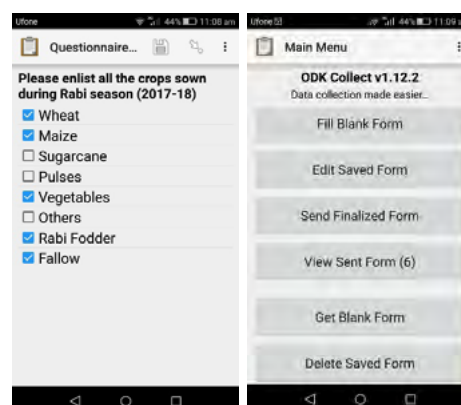 Ufone 44% 11:08 am
Questionnaire...
Please enlist all the crops sown
during Rabi season (2017-18)
Wheat
Maize
Sugarcane
Pulses
Vegetables
Others
Rabi Fodder
Fallow
Ufone 44% 11:09
Main Menu
ODK Collect v1.12.2
Data collection made easier...
Fill Blank Form
Edit Saved Form
Send Finalized Form
View Sent Form (6)
Get Blank Form
Delete Saved Form